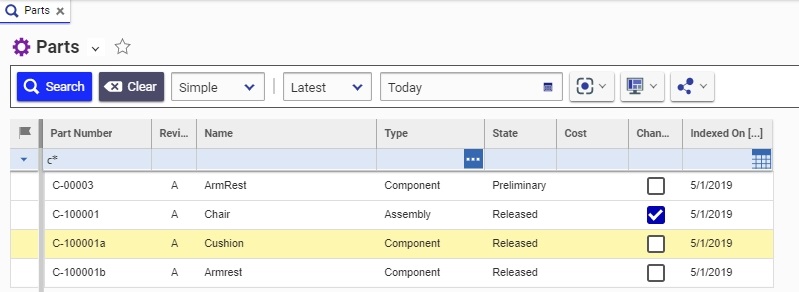 Parts
Parts
Search Clear Simple Latest Today
Part Number Revi... Name Type State Cost Chan... Indexed On [...]
c* ...
C-00003 A ArmRest Component Preliminary 5/1/2019
C-100001 A Chair Assembly Released 5/1/2019
C-100001a A Cushion Component Released 5/1/2019
C-100001b A Armrest Component Released 5/1/2019